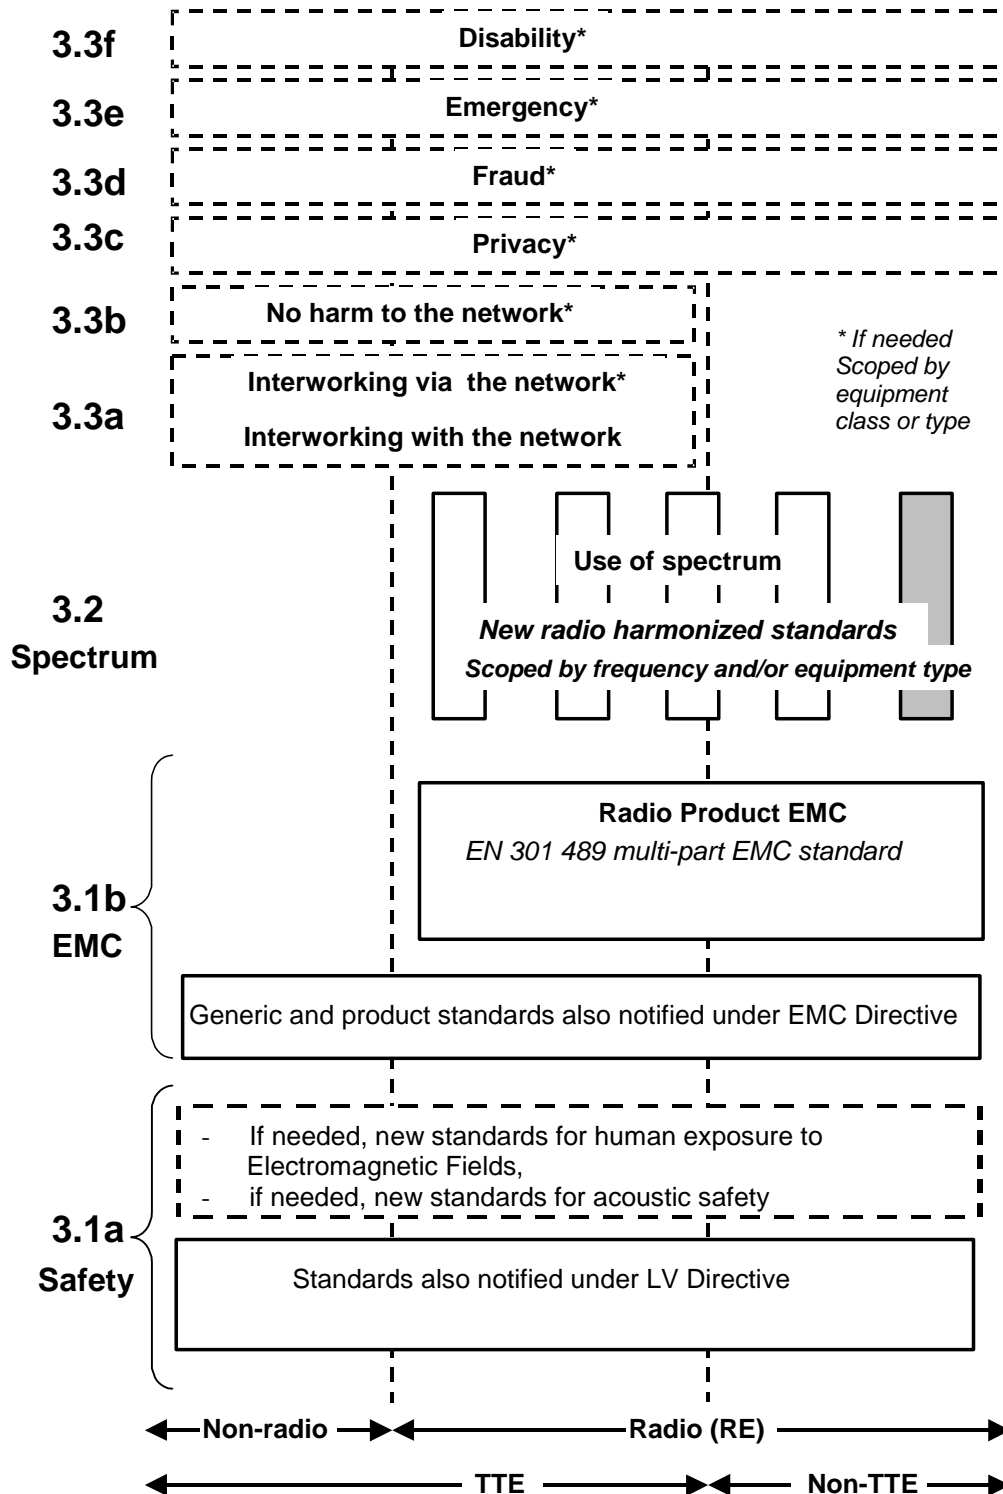 3.3f
Disability*
3.3e
Emergency*
3.3d
Fraud*
3.3c
Privacy*
3.3b
No harm to the network*
* If needed
Scoped by
equipment
class or type
3.3a
Interworking via the network*
Interworking with the network
3.2
Spectrum
Use of spectrum
New radio harmonized standards
Scoped by frequency and/or equipment type
3.1b
EMC
Radio Product EMC
EN 301 489 multi-part EMC standard
Generic and product standards also notified under EMC Directive
3.1a
Safety
- If needed, new standards for human exposure to
Electromagnetic Fields,
- if needed, new standards for acoustic safety
Standards also notified under LV Directive
Non-radio
Radio (RE)
TTE
Non-TTE